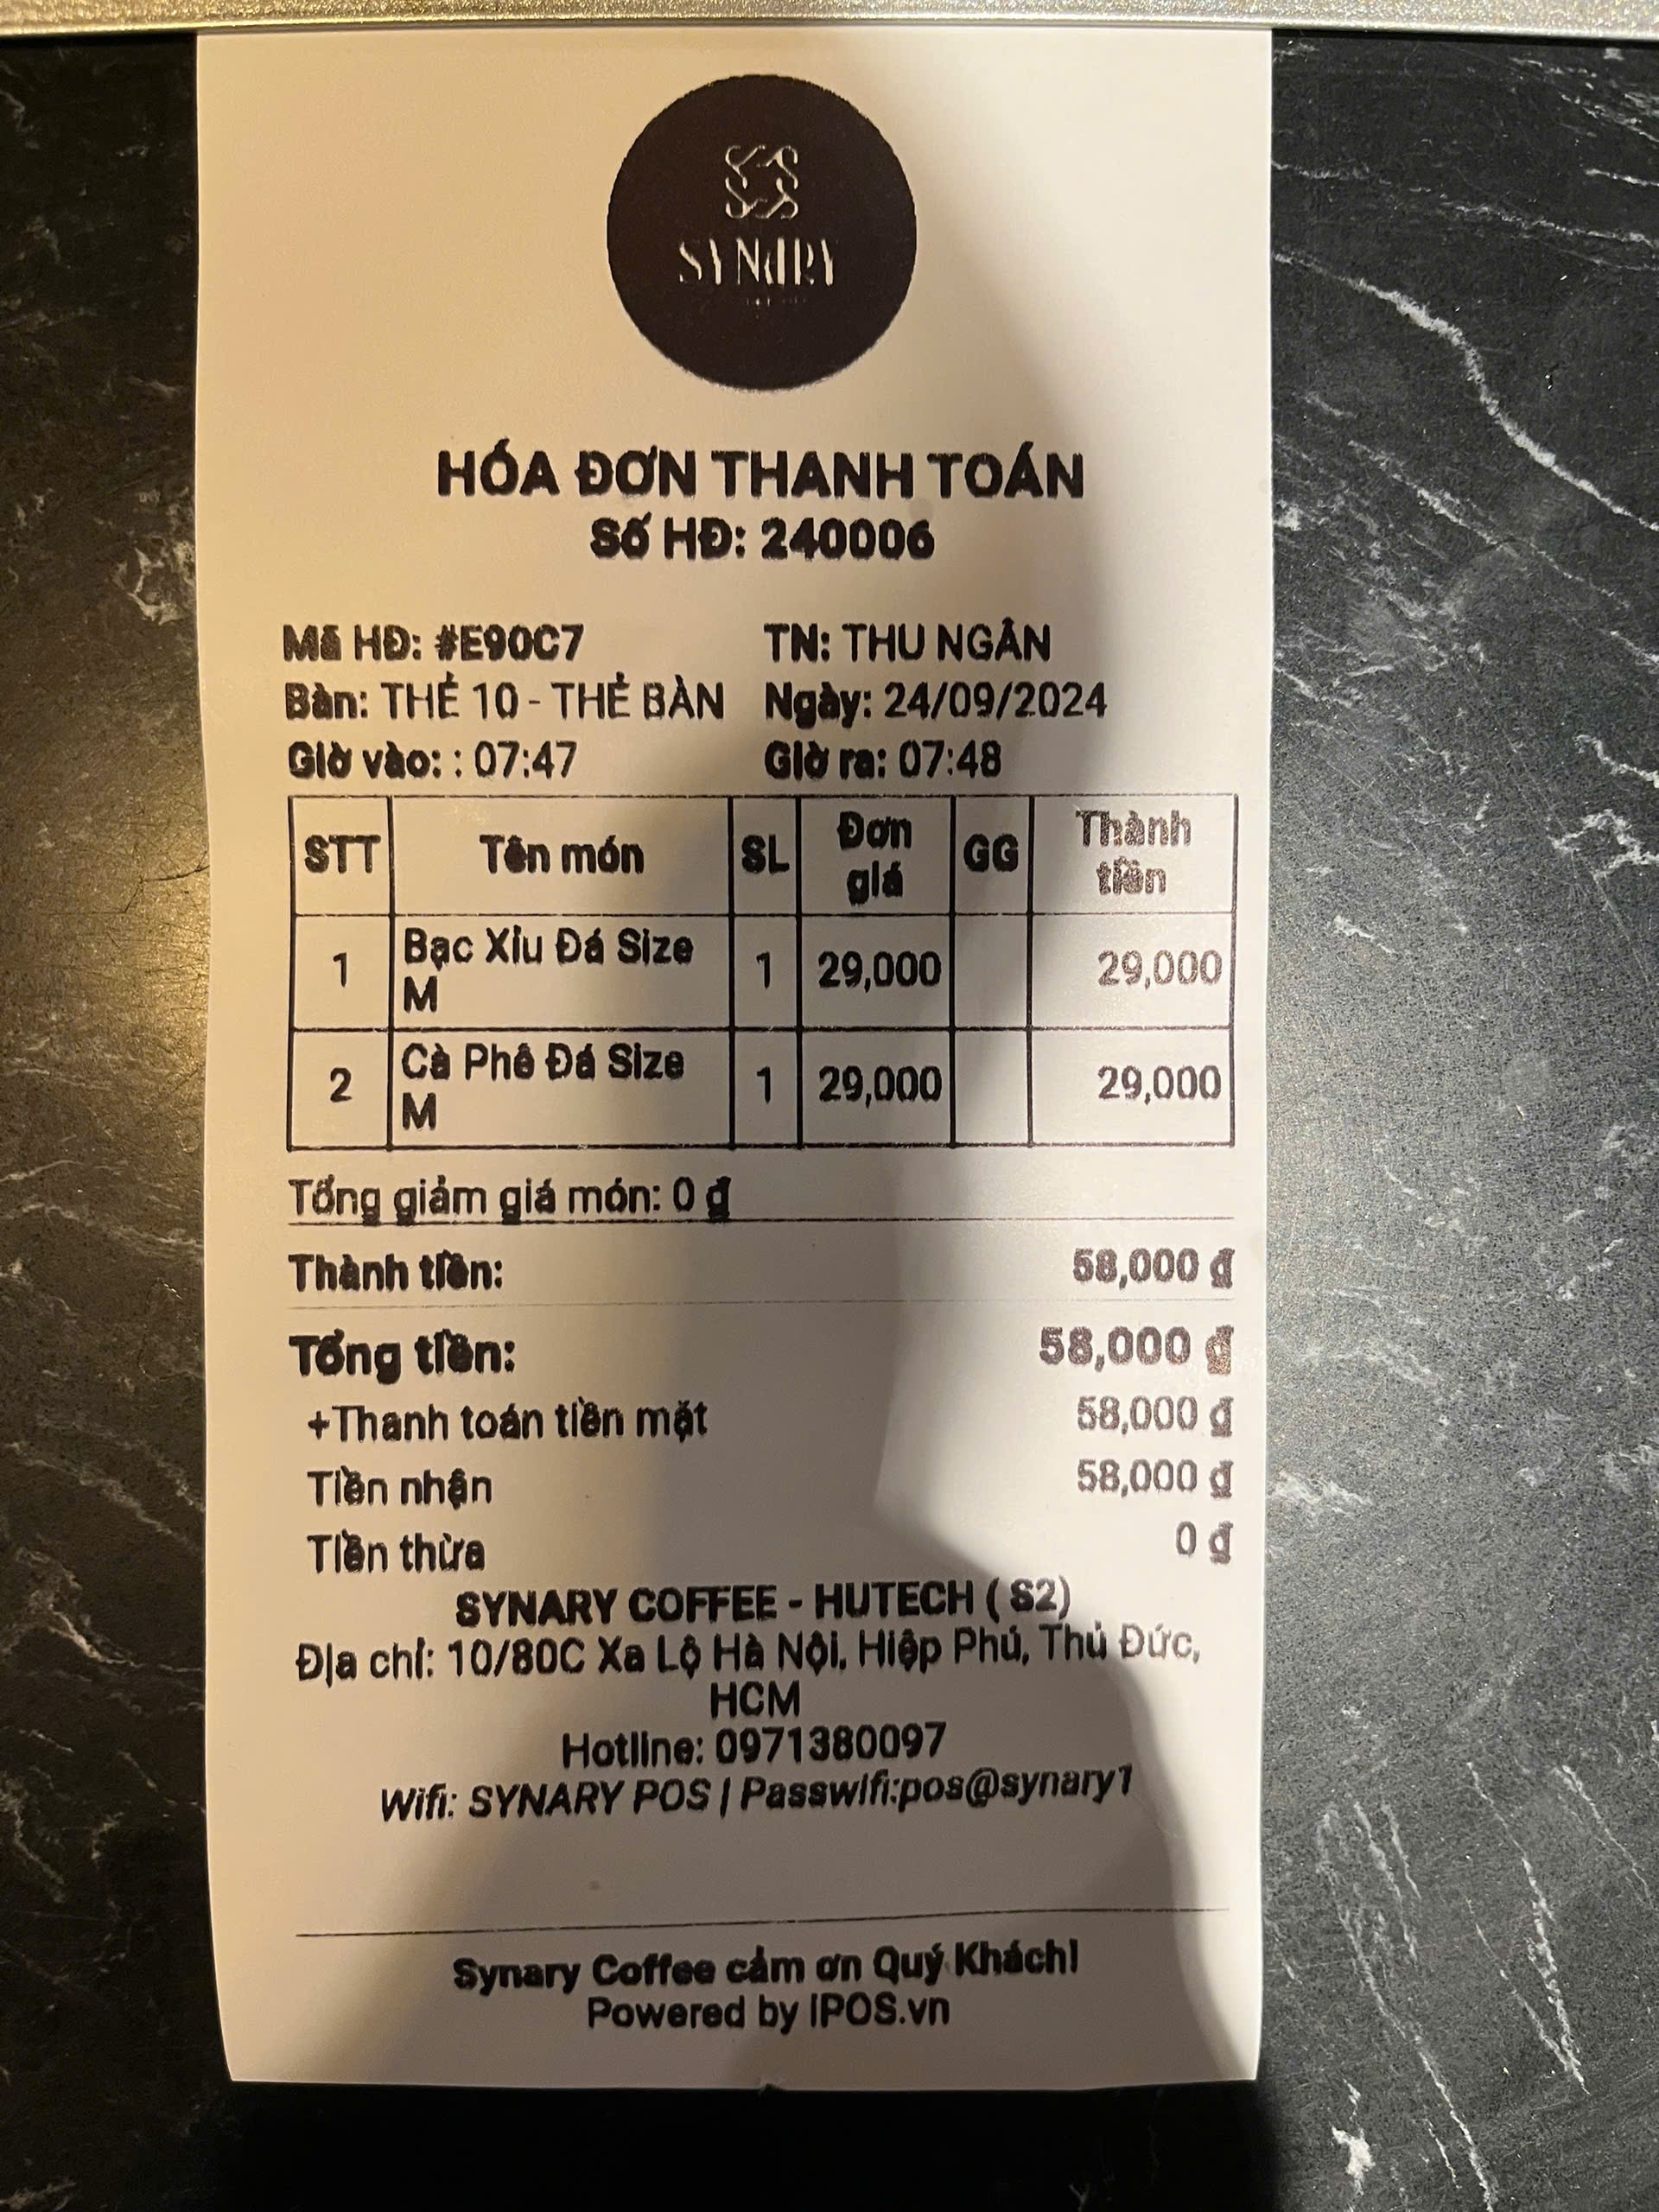 SYNARY
HÓA ĐƠN THANH TOÁN
Số HĐ: 240006
Mã HĐ: #E90C7 TN: THU NGÂN
Bàn: THẺ 10 - THẺ BÀN Ngày: 24/09/2024
Giờ vào: : 07:47 Giờ ra: 07:48
STT Tên món SL Đơn giá GG Thành tiền
1 Bạc Xỉu Đá Size M 1 29,000 29,000
2 Cà Phê Đá Size M 1 29,000 29,000
Tổng giảm giá món: 0 ₫
Thành tiền: 58,000 ₫
Tổng tiền: 58,000 ₫
+Thanh toán tiền mặt 58,000 ₫
Tiền nhận 58,000 ₫
Tiền thừa 0 ₫
SYNARY COFFEE - HUTECH ( S2)
Địa chỉ: 10/80C Xa Lộ Hà Nội, Hiệp Phú, Thủ Đức,
HCM
Hotline: 0971380097
Wifi: SYNARY POS | Passwifi:pos@synary1
Synary Coffee cảm ơn Quý Khách!
Powered by IPOS.vn